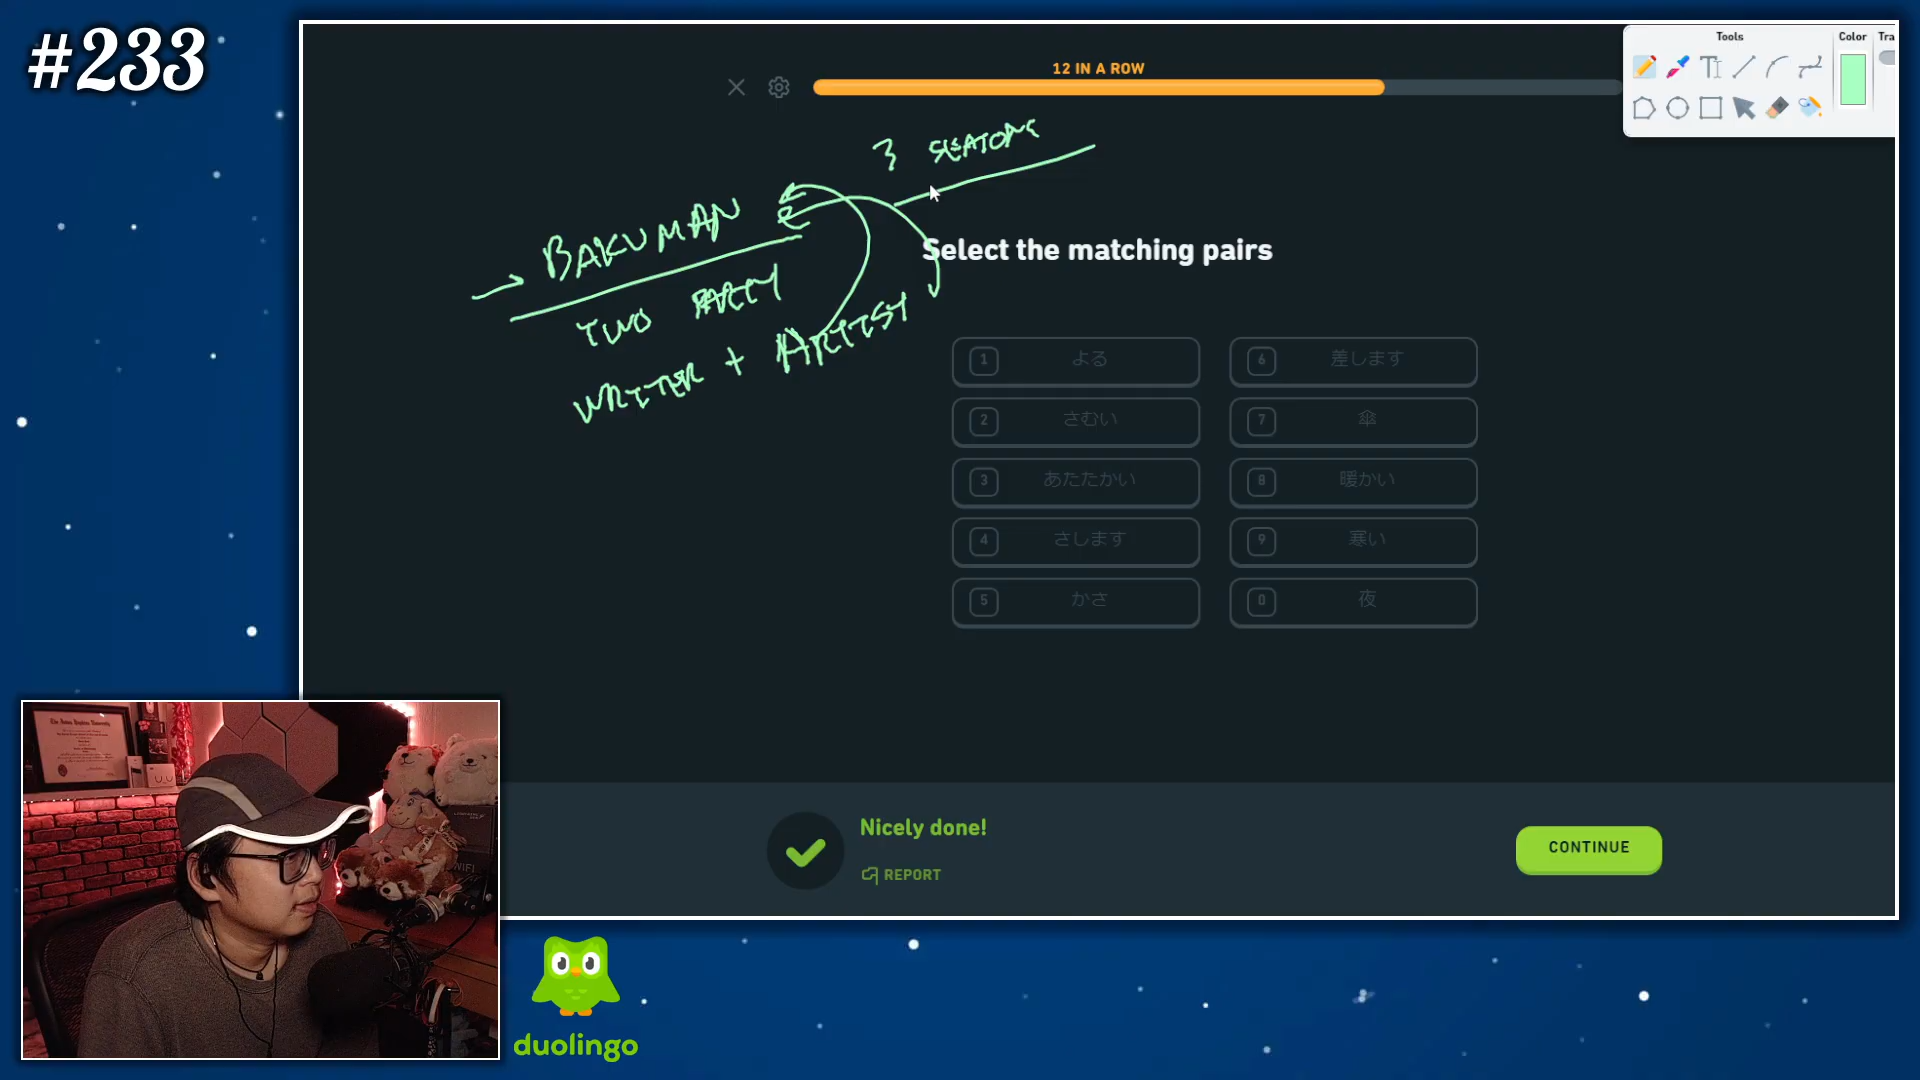 #233
12 IN A ROW
Tools
Color
Tra
3 SEASONS
BAKUMAN
TWO PARTY
WRITER + ARTIST
Select the matching pairs
1 よる
6 差します
2 さむい
7 傘
3 あたたかい
8 暖かい
4 さします
9 寒い
5 かさ
0 夜
Nicely done!
REPORT
CONTINUE
duolingo